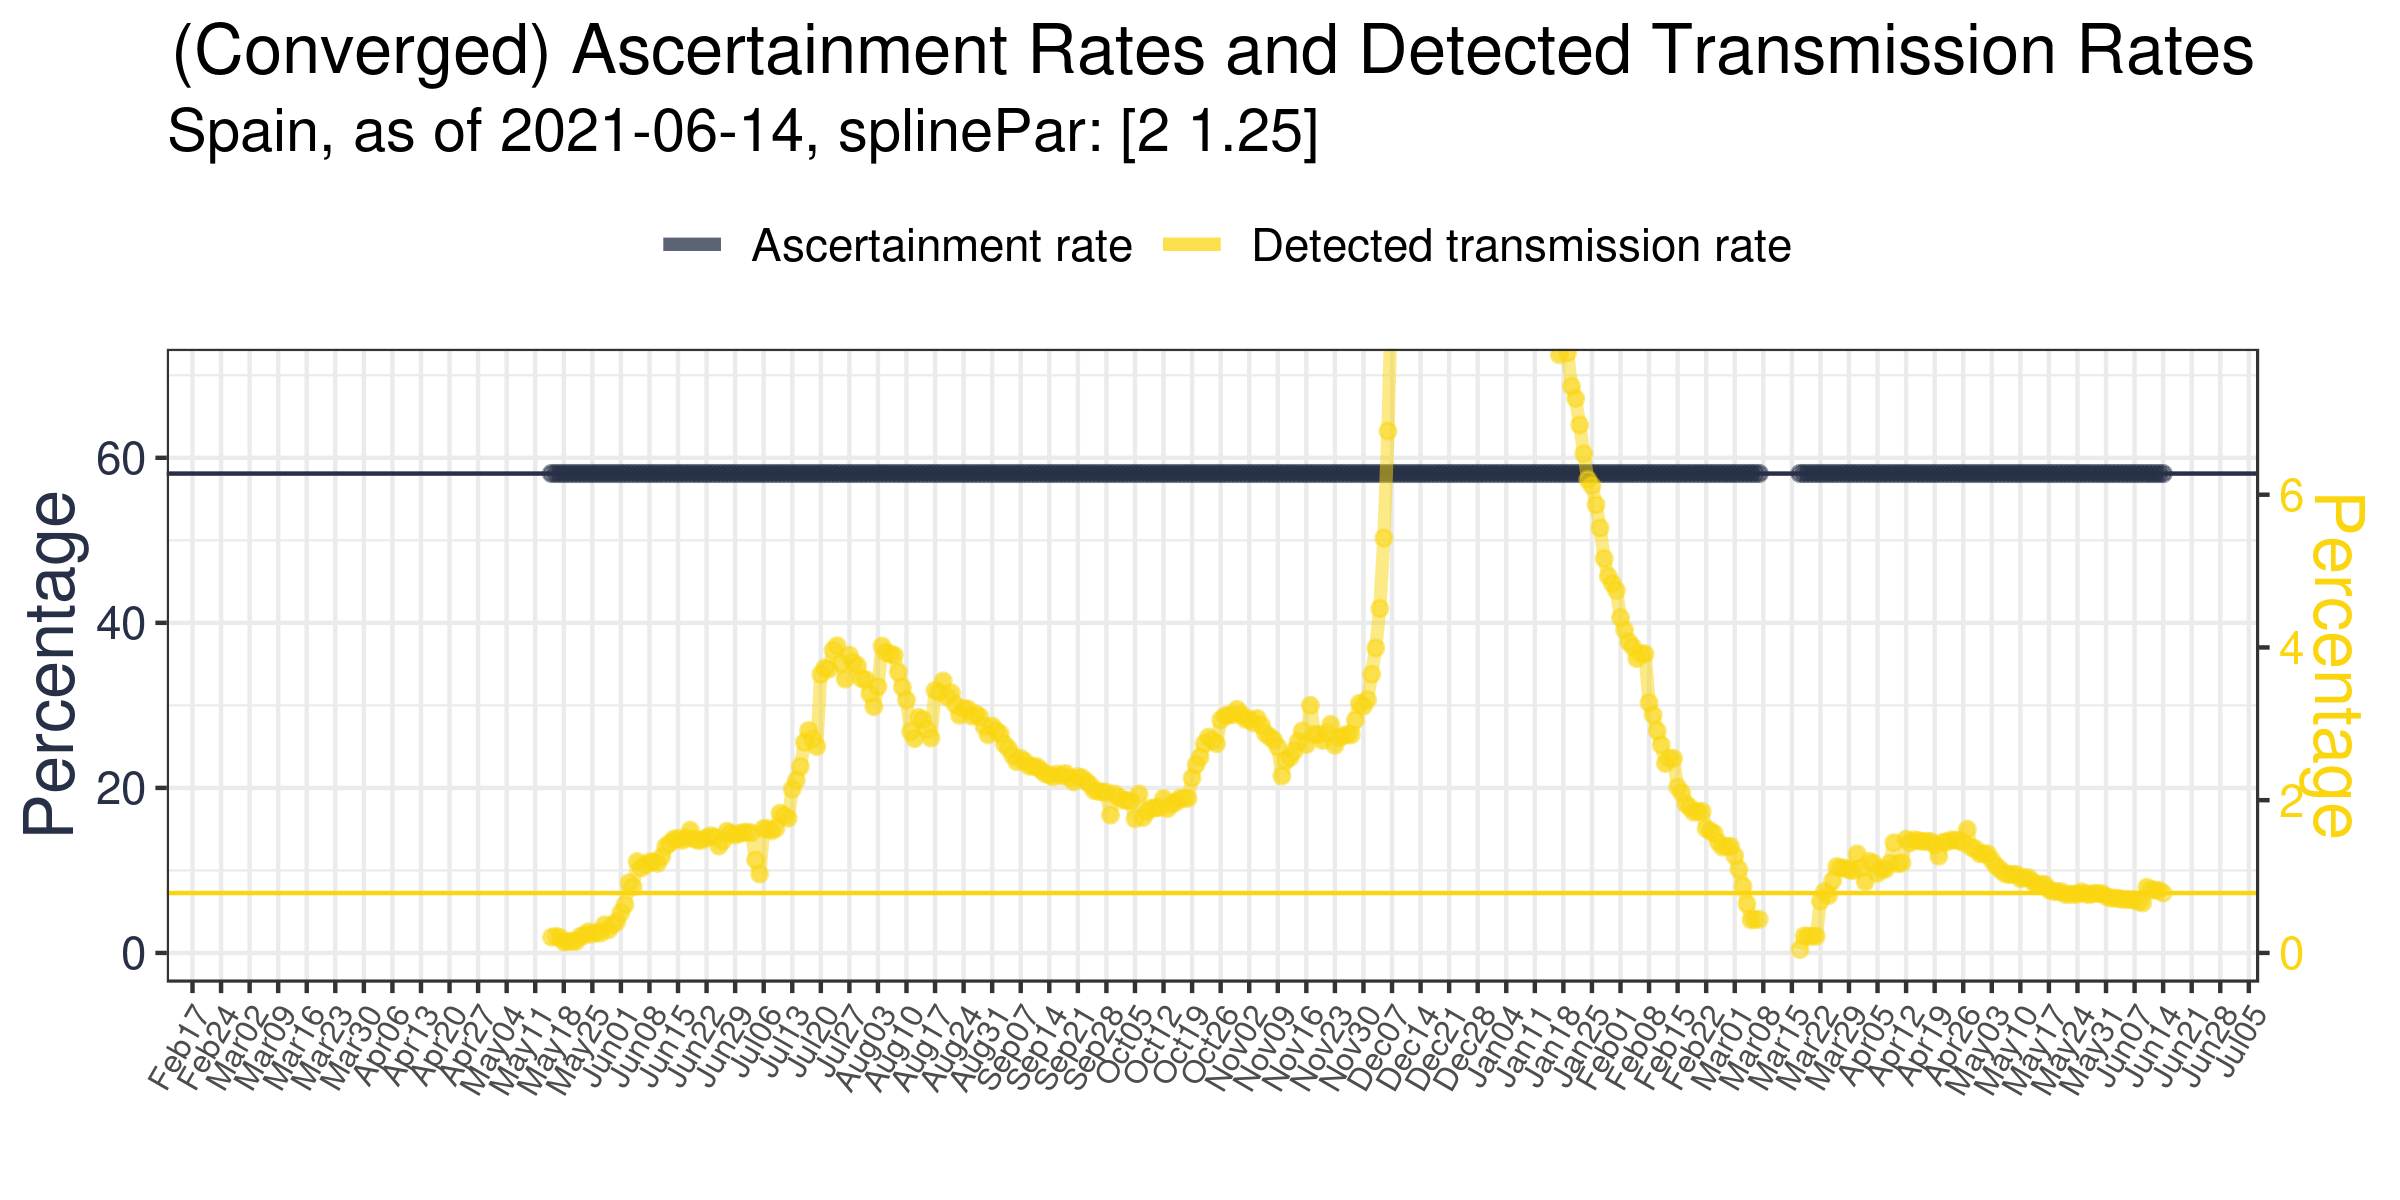 (Converged) Ascertainment Rates and Detected Transmission Rates
Spain, as of 2021-06-14, splinePar: [2 1.25]
Ascertainment rate
Detected transmission rate
Percentage
60
40
20
0
6
4
2
0
Percentage
Feb17
Feb24
Mar02
Mar09
Mar16
Mar23
Mar30
Apr06
Apr13
Apr20
Apr27
May04
May11
May18
May25
Jun01
Jun08
Jun15
Jun22
Jun29
Jul06
Jul13
Jul20
Jul27
Aug03
Aug10
Aug17
Aug24
Aug31
Sep07
Sep14
Sep21
Sep28
Oct05
Oct12
Oct19
Oct26
Nov02
Nov09
Nov16
Nov23
Nov30
Dec07
Dec14
Dec21
Dec28
Jan04
Jan11
Jan18
Jan25
Feb01
Feb08
Feb15
Feb22
Mar01
Mar08
Mar15
Mar22
Mar29
Apr05
Apr12
Apr19
Apr26
May03
May10
May17
May24
May31
Jun07
Jun14
Jun21
Jun28
Jul05